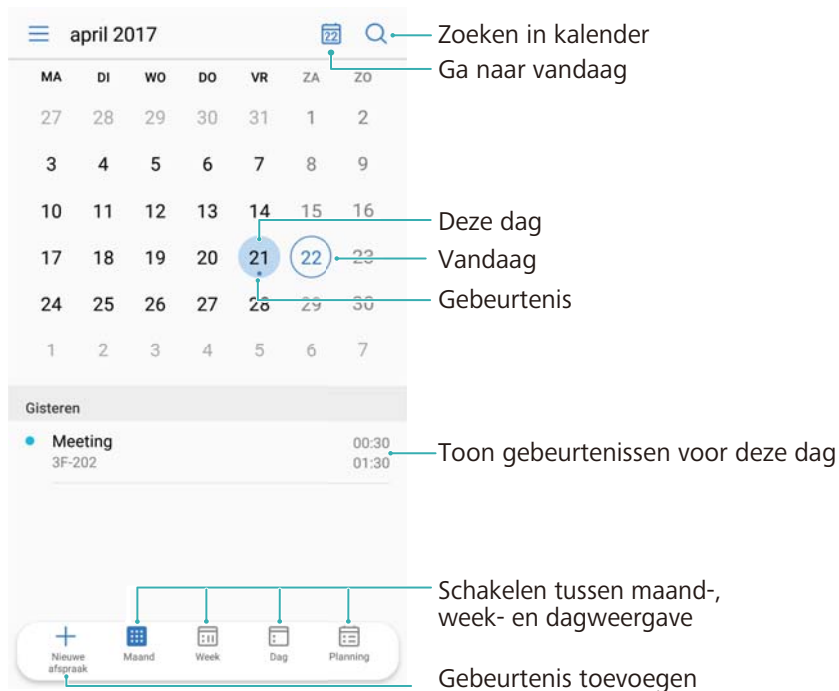 april 2017
22
Zoeken in kalender
Ga naar vandaag
MA DI WO DO VR ZA ZO
27 28 29 30 31 1 2
3 4 5 6 7 8 9
10 11 12 13 14 15 16
Deze dag
17 18 19 20 21 22 23
Vandaag
Gebeurtenis
24 25 26 27 28 29 30
1 2 3 4 5 6 7
Gisteren
Meeting 00:30
3F-202 01:30
Toon gebeurtenissen voor deze dag
Schakelen tussen maand-,
week- en dagweergave
Nieuwe
afspraak
Maand
Week
Dag
Planning
Gebeurtenis toevoegen